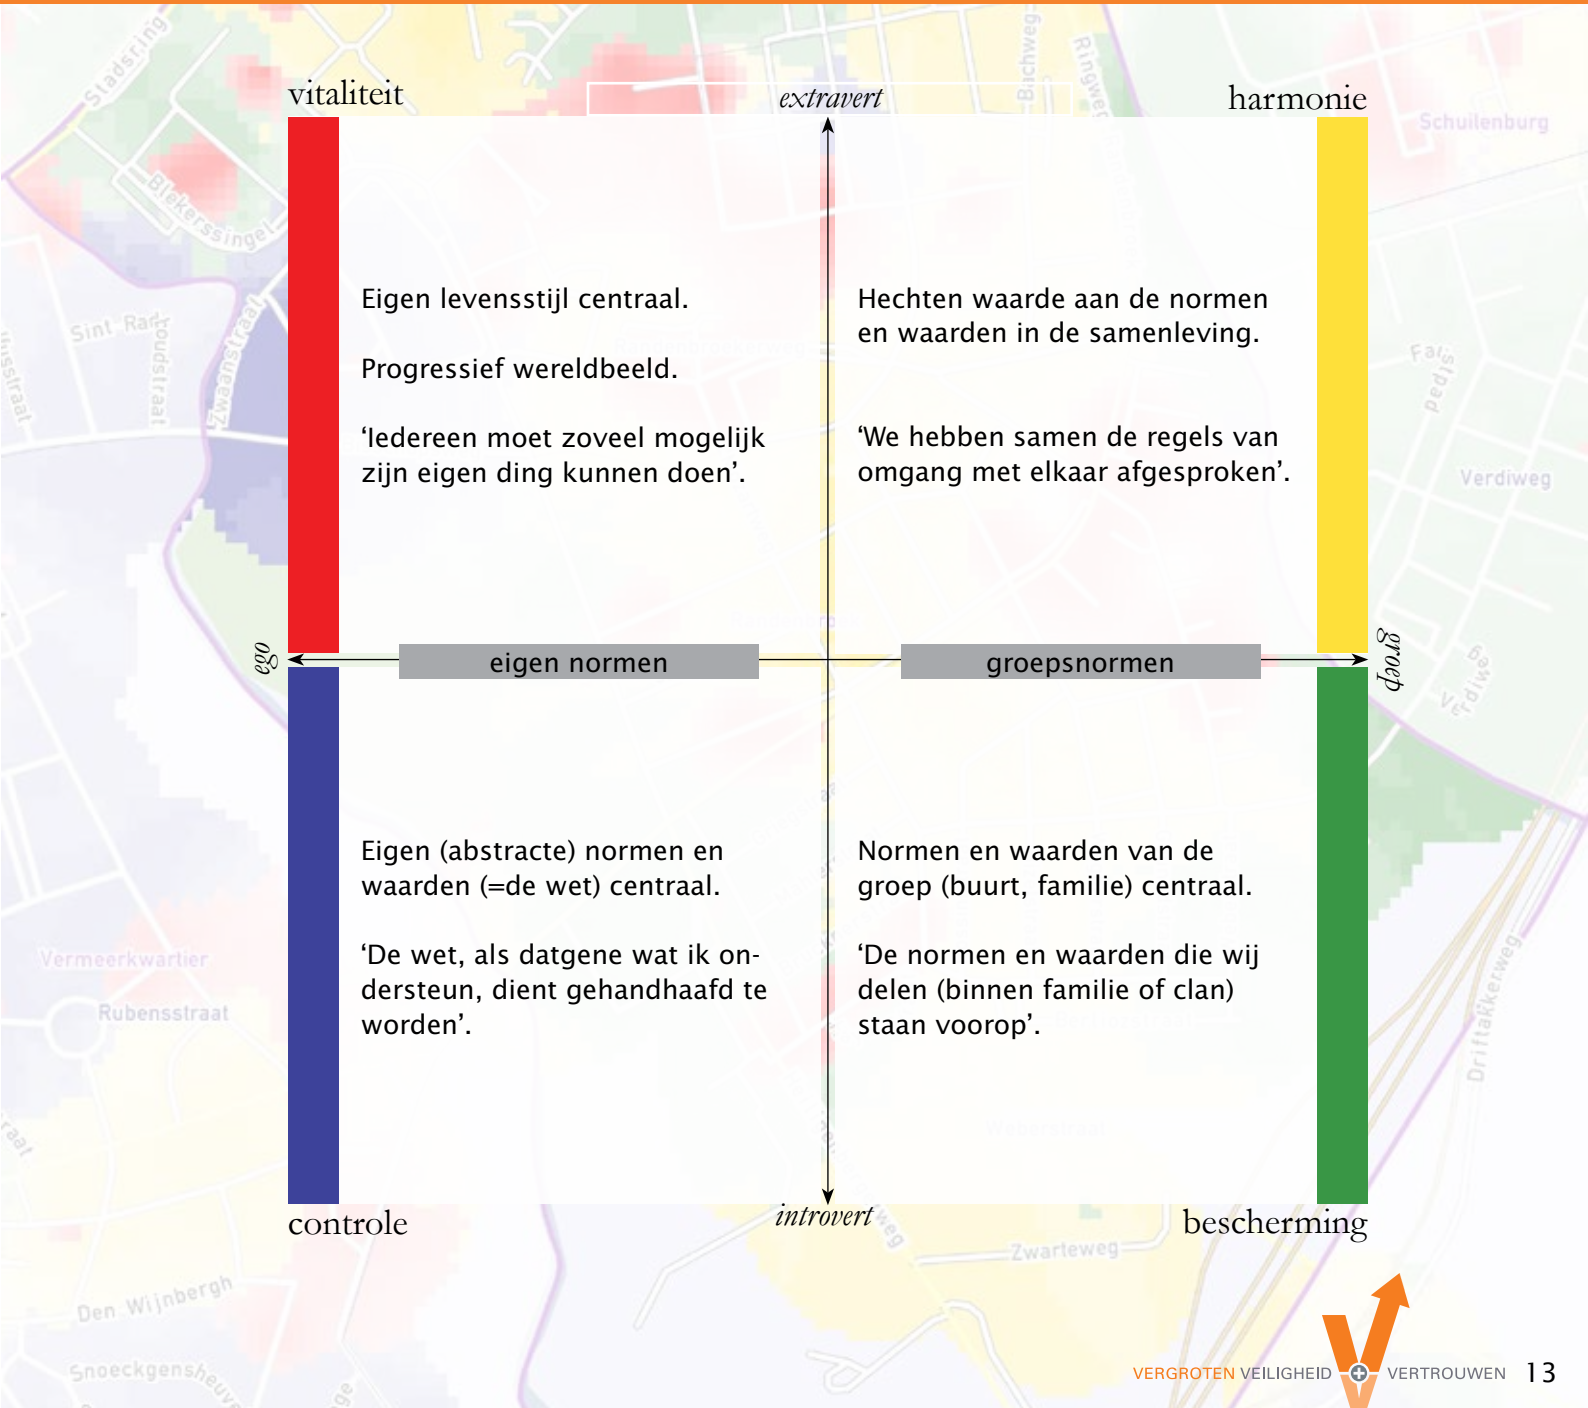 vitaliteit
extravert
harmonie
Eigen levensstijl centraal.
Progressief wereldbeeld.
‘Iedereen moet zoveel mogelijk
zijn eigen ding kunnen doen’.
Hechten waarde aan de normen
en waarden in de samenleving.
‘We hebben samen de regels van
omgang met elkaar afgesproken’.
ego
eigen normen
groepsnormen
groep
Eigen (abstracte) normen en
waarden (=de wet) centraal.
‘De wet, als datgene wat ik on-
dersteun, dient gehandhaafd te
worden’.
Normen en waarden van de
groep (buurt, familie) centraal.
‘De normen en waarden die wij
delen (binnen familie of clan)
staan voorop’.
controle
introvert
bescherming
Stadsring
Blekerssingel
Zwaanstraat
Schuilenburg
Verdiweg
Verdiweg
Vermeerkwartier
Rubensstraat
Driftakkerweg
Zwarteweg
Den Wijnbergh
VERGROTEN VEILIGHEID VERTROUWEN 13